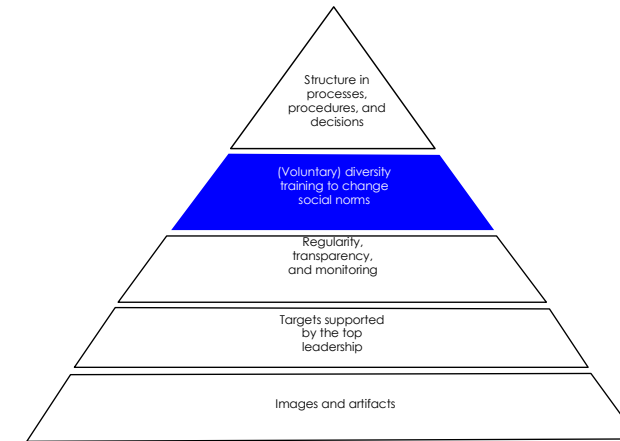 Structure in
processes,
procedures, and
decisions
(Voluntary) diversity
training to change
social norms
Regularity,
transparency,
and monitoring
Targets supported
by the top
leadership
Images and artifacts